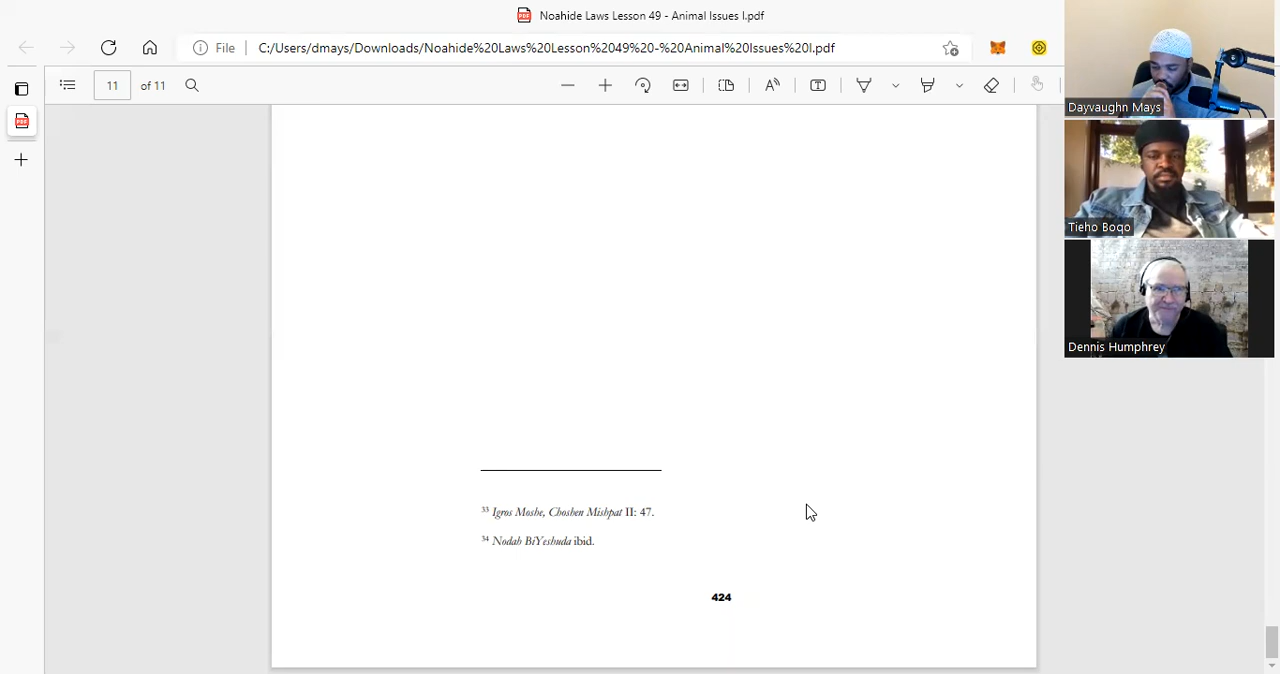 Noahide Laws Lesson 49 - Animal Issues I.pdf
File
C:/Users/dmays/Downloads/Noahide%20Laws%20Lesson%2049%20-%20Animal%20Issues%20I.pdf
11 of 11
33 Igros Moshe, Choshen Mishpat II: 47.
34 Nodah BiYeshuda ibid.
424
Dayvaughn Mays
Tieho Boqo
Dennis Humphrey